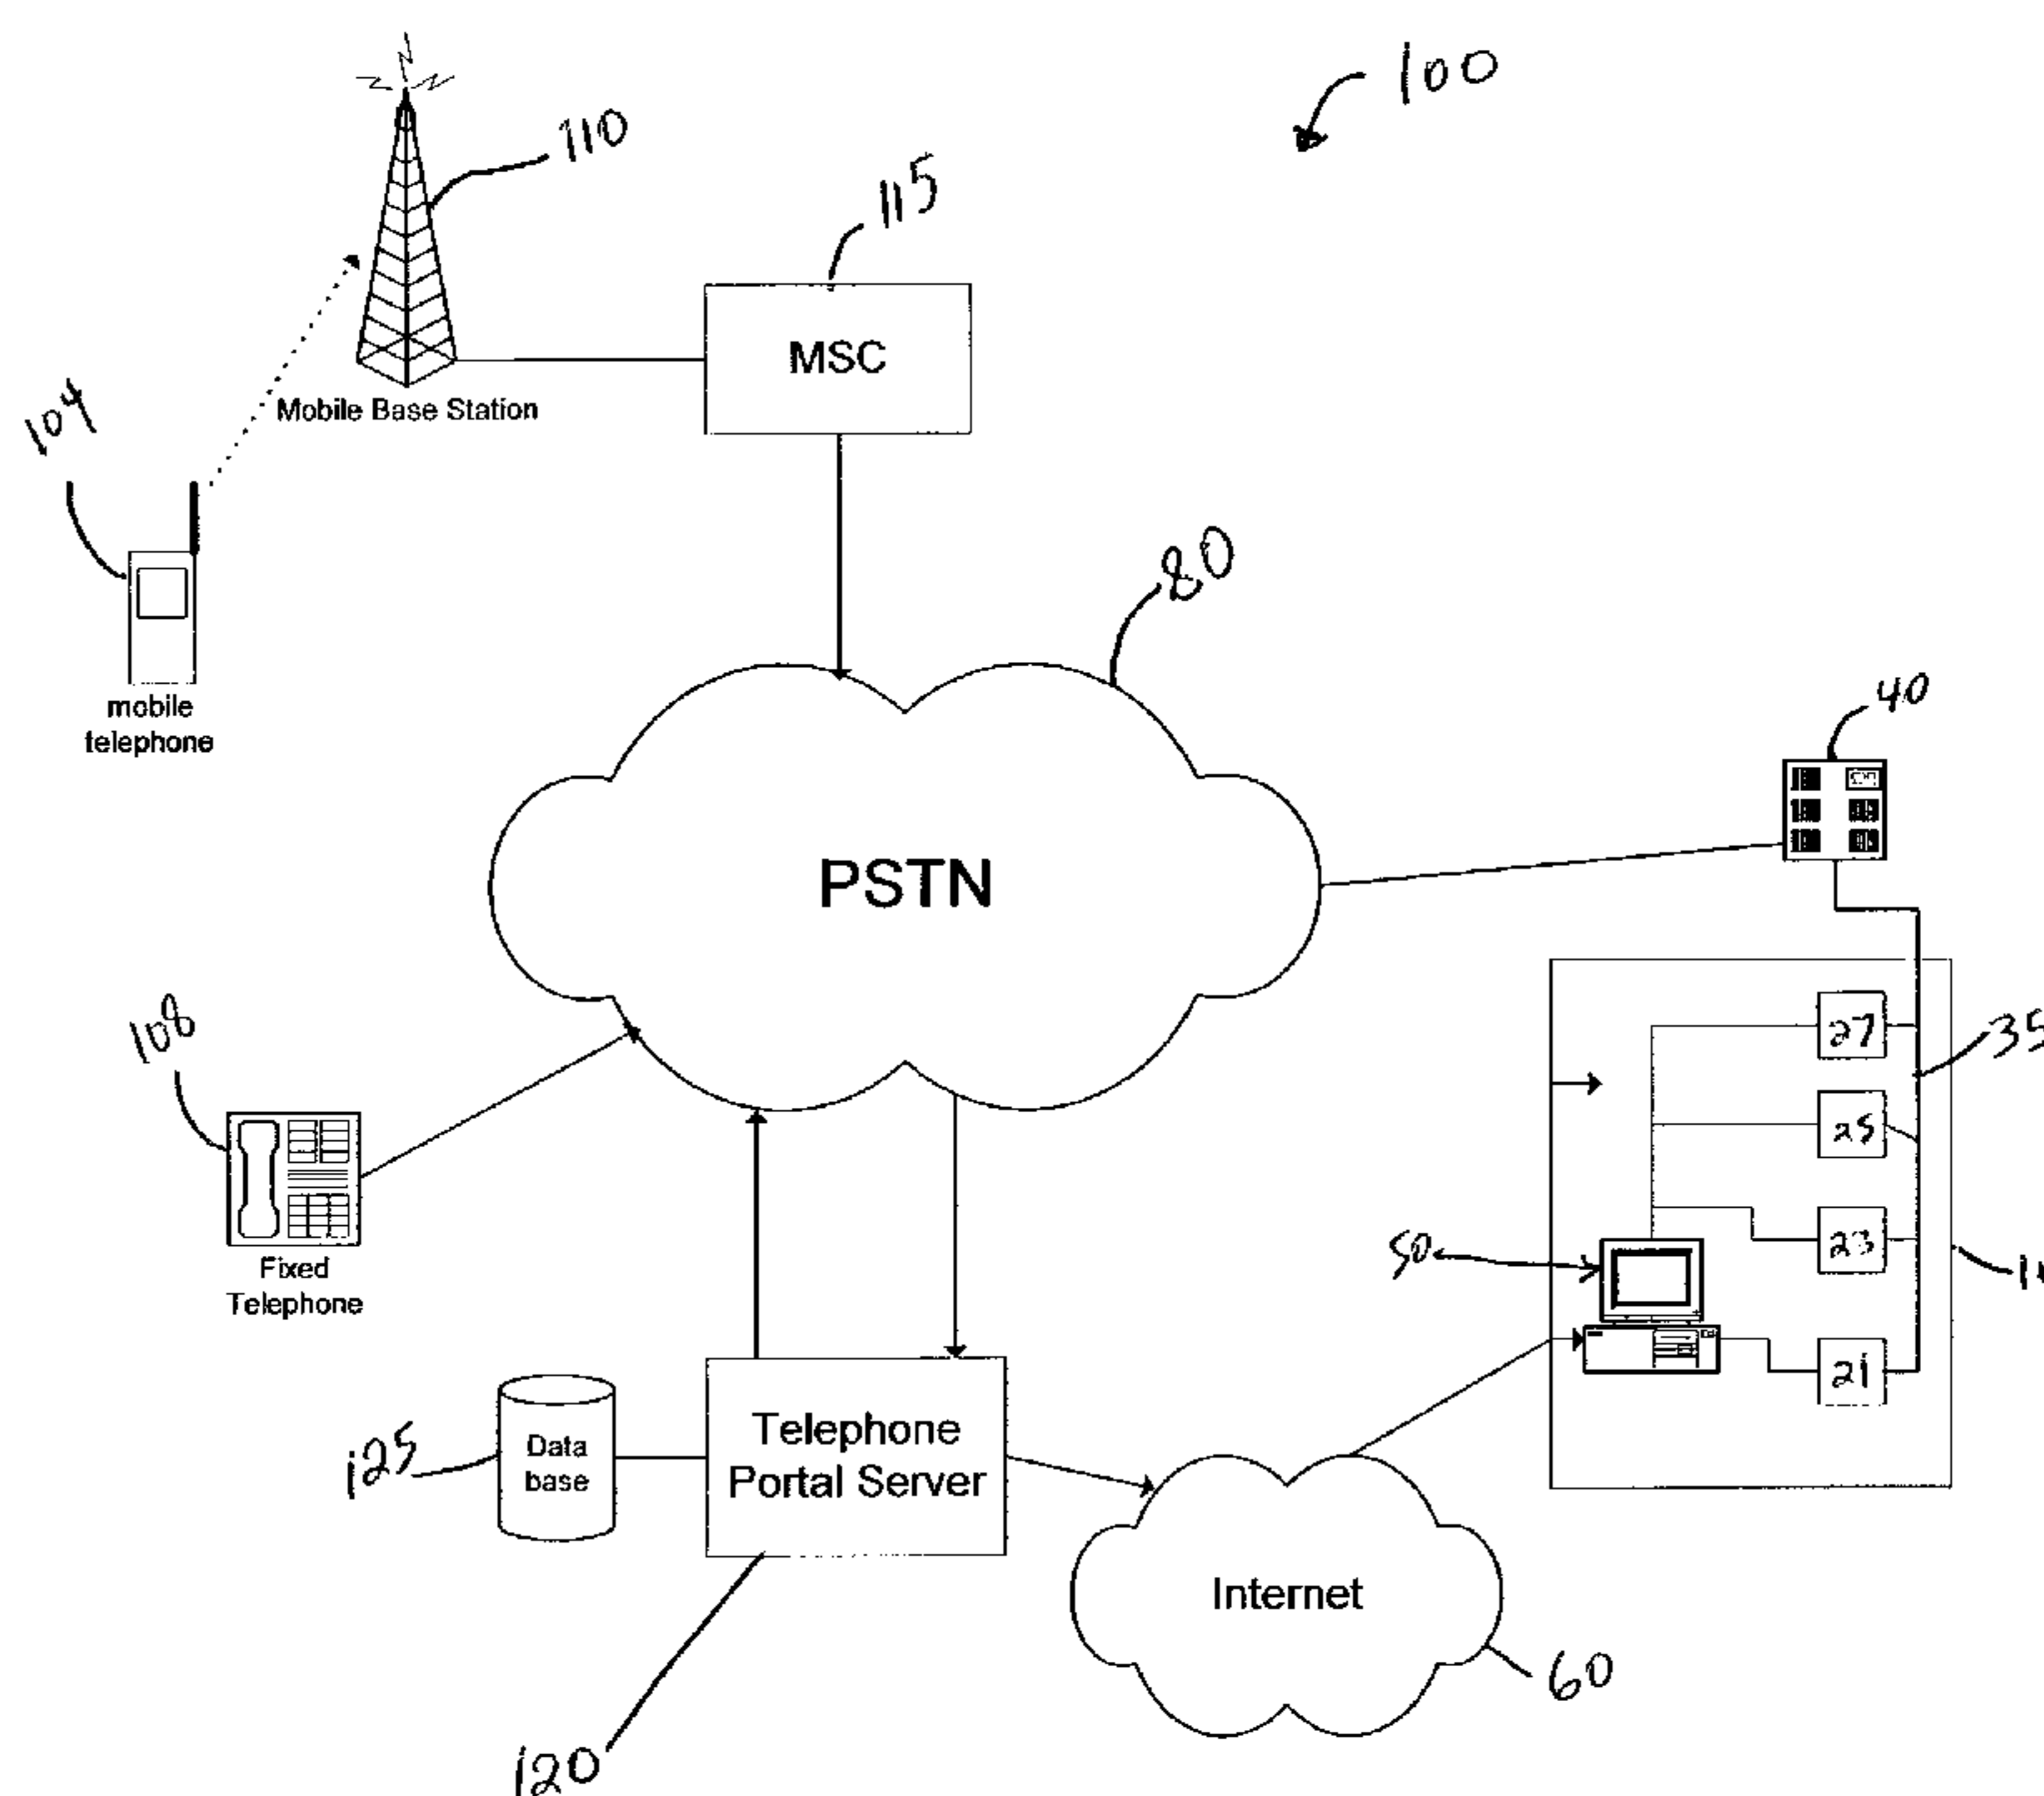 100
110
115
MSC
Mobile Base Station
104
mobile
telephone
80
40
PSTN
108
27
35
25
Fixed
Telephone
50
23
21
125
Data
base
Telephone
Portal Server
Internet
60
120